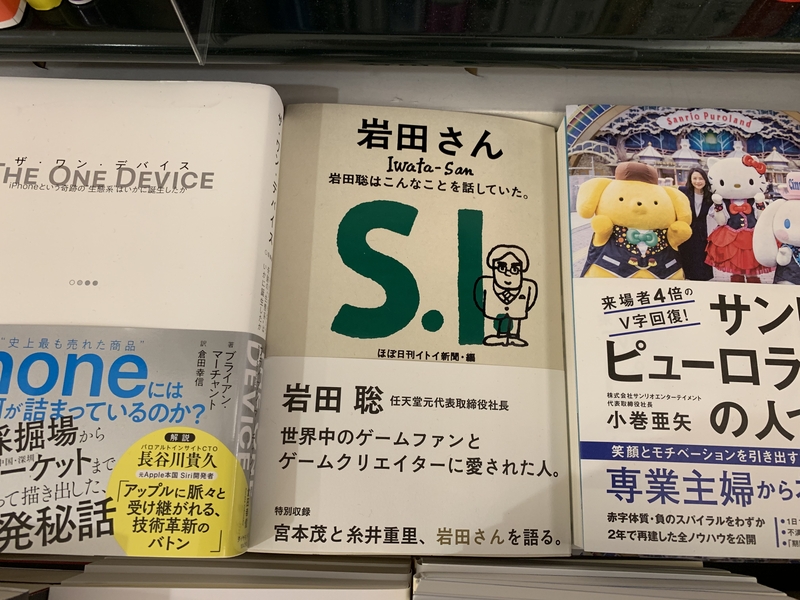 ザ・ワン・デバイス
THE ONE DEVICE
iPhoneという奇跡の“生態系”はいかに誕生したか
“史上最も売れた商品”
honeには
が詰まっているのか?
採掘場から
中国・深圳
ーケットまで
って描き出した、
発秘話
著 ブライアン・マーチャント
訳 倉田幸信
解説
パロアルトインサイトCTO
長谷川貴久
元Apple本国 Siri開発者
「アップルに脈々と
受け継がれる、
技術革新の
バトン」
ザ・ワン・デバイス
DEVICE
岩田さん
Iwata-San
岩田聡はこんなことを話していた。
S.I
ほぼ日刊イトイ新聞・編
岩田 聡 任天堂元代表取締役社長
世界中のゲームファンと
ゲームクリエイターに愛された人。
特別収録
宮本茂と糸井重里、岩田さんを語る。
Sanrio Puroland
来場者4倍の
V字回復!
サン
ピューロラ
の人
株式会社サンリオエンターテイメント
代表取締役社長
小巻亜矢
笑顔とモチベーションを引き出す
専業主婦から
赤字体質・負のスパイラルをわずか
2年で再建した全ノウハウを公開